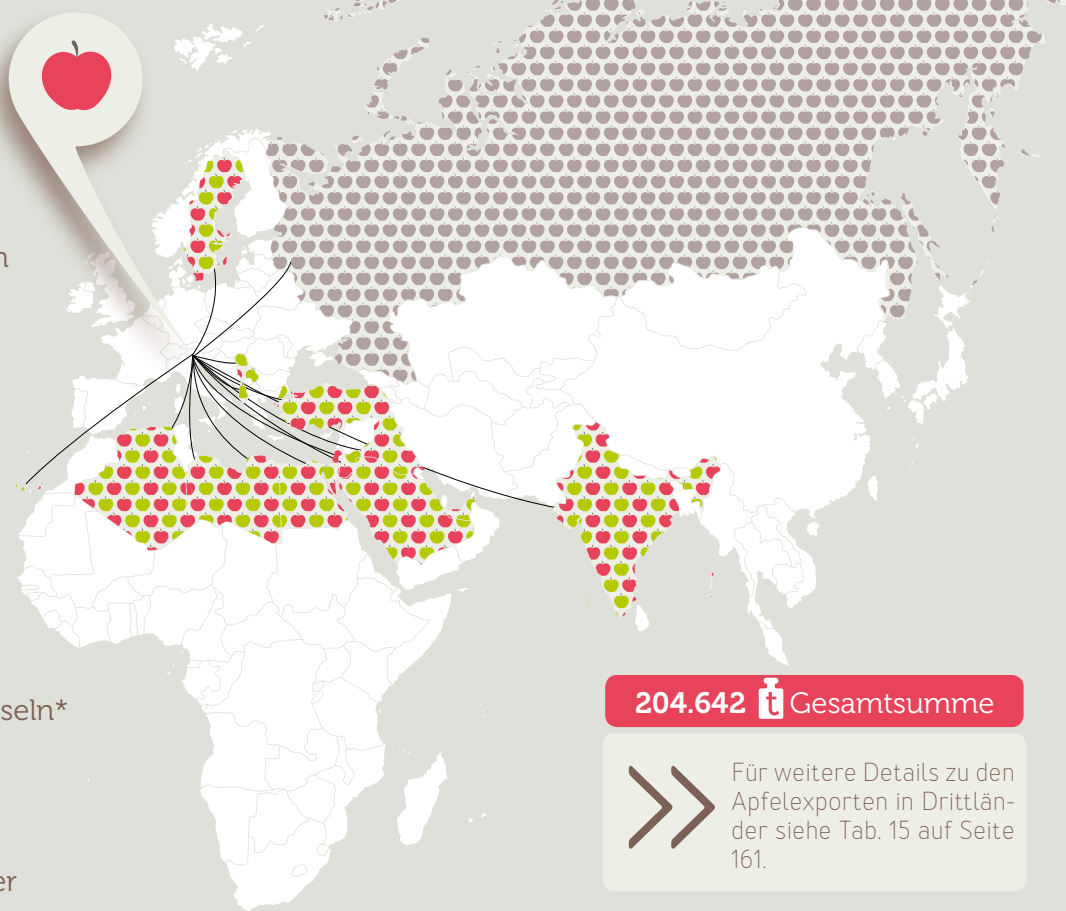 n
seln*
er
204.642 t Gesamtsumme
Für weitere Details zu den
Apfelexporten in Drittlän-
der siehe Tab. 15 auf Seite
161.